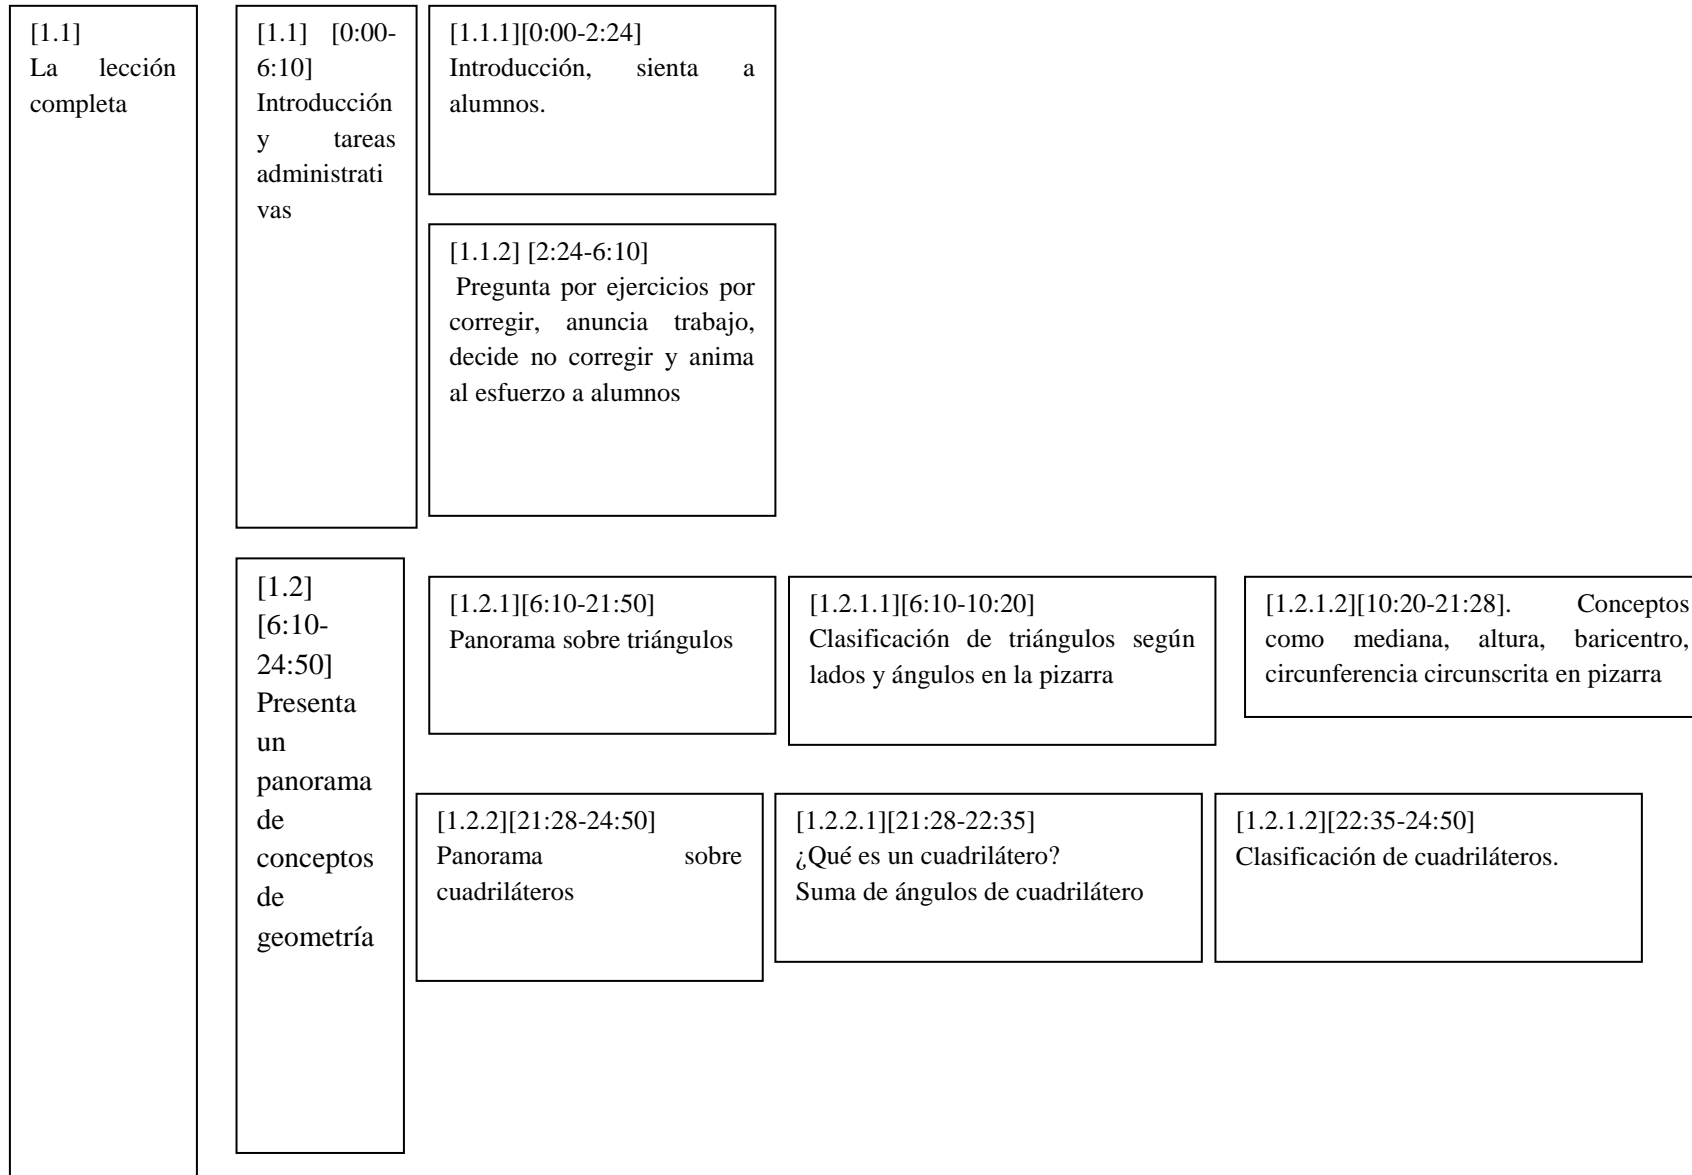 [1.1]
La lección
completa
[1.1] [0:00-
6:10]
Introducción
y tareas
administrati
vas
[1.1.1][0:00-2:24]
Introducción, sienta a
alumnos.
[1.1.2] [2:24-6:10]
Pregunta por ejercicios por
corregir, anuncia trabajo,
decide no corregir y anima
al esfuerzo a alumnos
[1.2]
[6:10-
24:50]
Presenta
un
panorama
de
conceptos
de
geometría
[1.2.1][6:10-21:50]
Panorama sobre triángulos
[1.2.1.1][6:10-10:20]
Clasificación de triángulos según
lados y ángulos en la pizarra
[1.2.1.2][10:20-21:28]. Conceptos
como mediana, altura, baricentro,
circunferencia circunscrita en pizarra
[1.2.2][21:28-24:50]
Panorama sobre
cuadriláteros
[1.2.2.1][21:28-22:35]
¿Qué es un cuadrilátero?
Suma de ángulos de cuadrilátero
[1.2.1.2][22:35-24:50]
Clasificación de cuadriláteros.